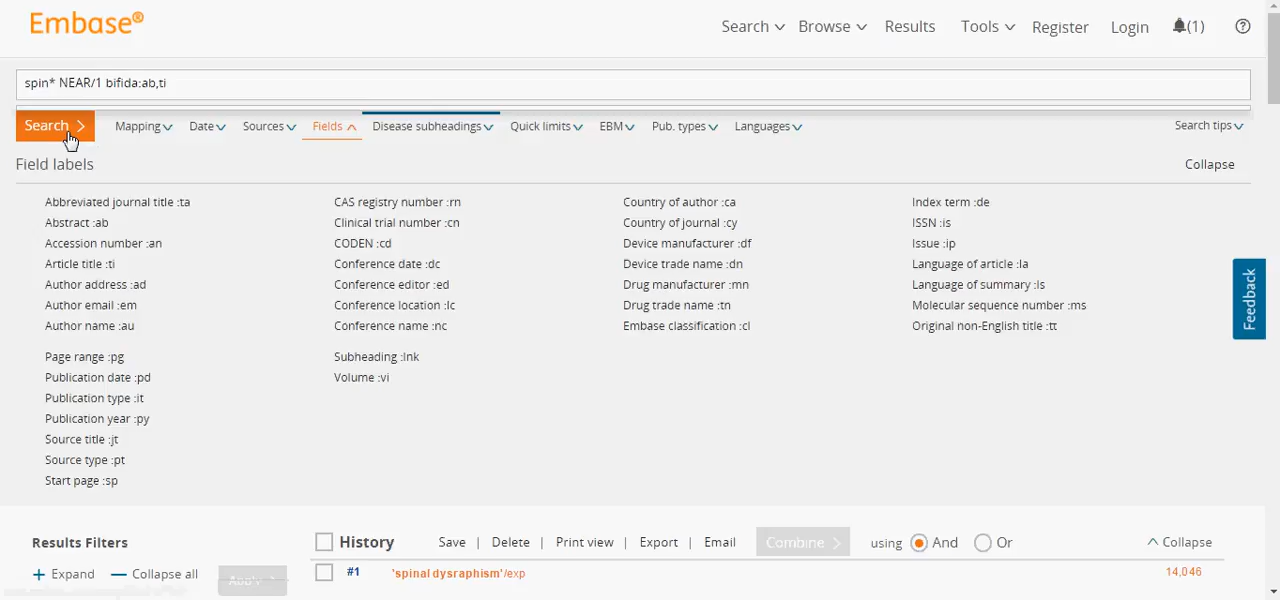 Embase®
Search Browse Results Tools Register Login (1) ?
spin* NEAR/1 bifida:ab,ti
Search > Mapping Date Sources Fields Disease subheadings Quick limits EBM Pub. types Languages Search tips
Field labels Collapse
Abbreviated journal title :ta CAS registry number :rn Country of author :ca Index term :de
Abstract :ab Clinical trial number :cn Country of journal :cy ISSN :is
Accession number :an CODEN :cd Device manufacturer :df Issue :ip
Article title :ti Conference date :dc Device trade name :dn Language of article :la
Author address :ad Conference editor :ed Drug manufacturer :mn Language of summary :ls
Author email :em Conference location :lc Drug trade name :tn Molecular sequence number :ms
Author name :au Conference name :nc Embase classification :cl Original non-English title :tt
Page range :pg Subheading :lnk
Publication date :pd Volume :vi
Publication type :it
Publication year :py
Source title :jt
Source type :pt
Start page :sp
Feedback
Results Filters History Save | Delete | Print view | Export | Email Combine > using And Or Collapse
+ Expand — Collapse all Apply > #1 'spinal dysraphism'/exp 14,046